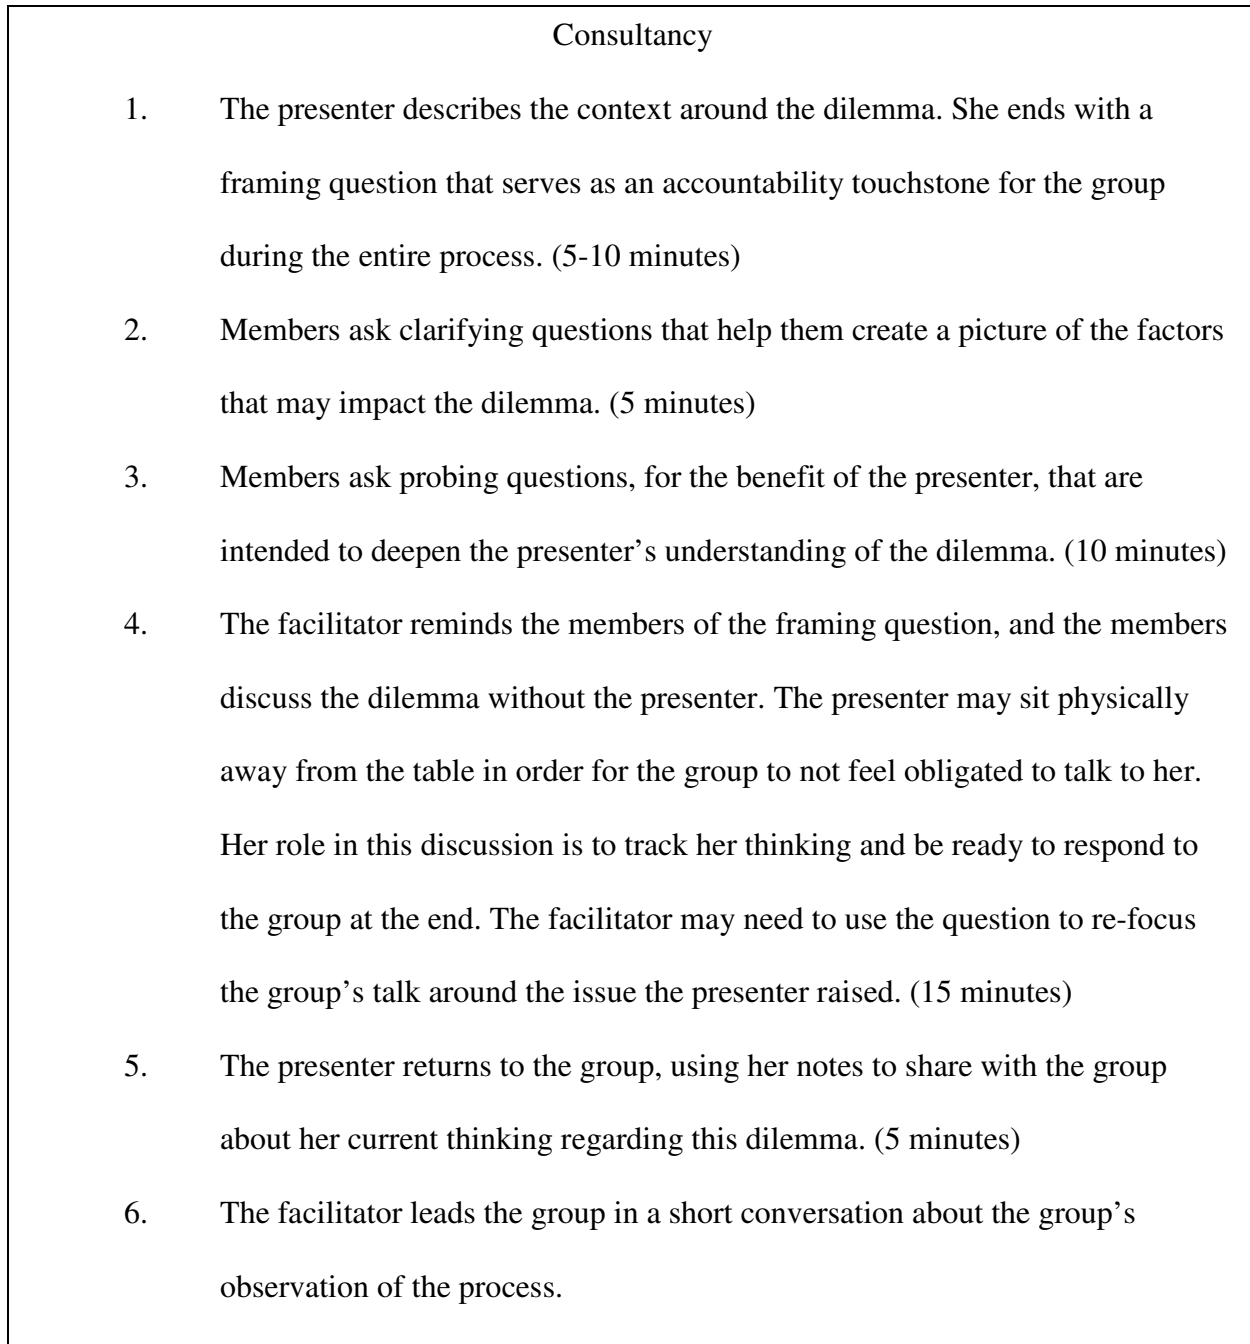 Consultancy
1. The presenter describes the context around the dilemma. She ends with a
framing question that serves as an accountability touchstone for the group
during the entire process. (5-10 minutes)
2. Members ask clarifying questions that help them create a picture of the factors
that may impact the dilemma. (5 minutes)
3. Members ask probing questions, for the benefit of the presenter, that are
intended to deepen the presenter’s understanding of the dilemma. (10 minutes)
4. The facilitator reminds the members of the framing question, and the members
discuss the dilemma without the presenter. The presenter may sit physically
away from the table in order for the group to not feel obligated to talk to her.
Her role in this discussion is to track her thinking and be ready to respond to
the group at the end. The facilitator may need to use the question to re-focus
the group’s talk around the issue the presenter raised. (15 minutes)
5. The presenter returns to the group, using her notes to share with the group
about her current thinking regarding this dilemma. (5 minutes)
6. The facilitator leads the group in a short conversation about the group’s
observation of the process.